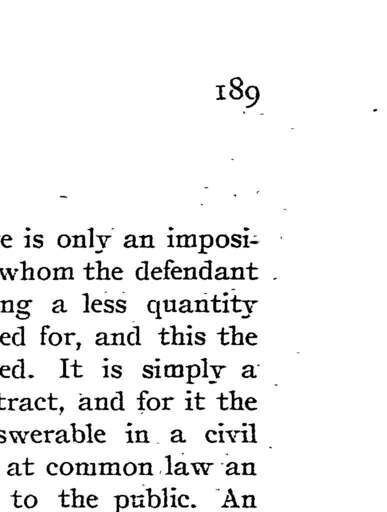 189
e is only an imposi-
whom the defendant
ng a less quantity
ed for, and this the
ed. It is simply a
tract, and for it the
swerable in a civil
at common law an
to the public. An